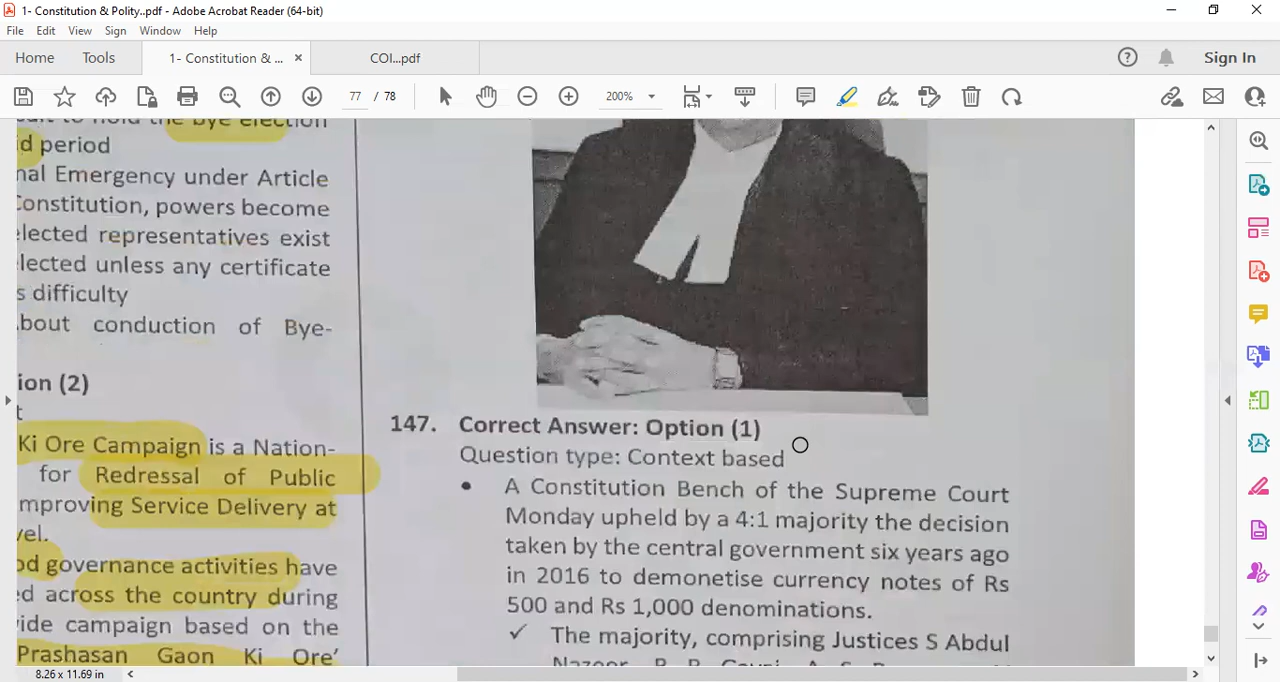 1- Constitution & Polity..pdf - Adobe Acrobat Reader (64-bit)
File Edit View Sign Window Help
Home Tools 1- Constitution & ... × COI...pdf Sign In
77 / 78 200%
the bye election
d period
nal Emergency under Article
Constitution, powers become
elected representatives exist
lected unless any certificate
s difficulty
About conduction of Bye-
ion (2)
t
Ki Ore Campaign is a Nation-
for Redressal of Public
mproving Service Delivery at
vel.
od governance activities have
ed across the country during
ide campaign based on the
Prashasan Gaon Ki Ore'
147. Correct Answer: Option (1)
Question type: Context based
• A Constitution Bench of the Supreme Court
Monday upheld by a 4:1 majority the decision
taken by the central government six years ago
in 2016 to demonetise currency notes of Rs
500 and Rs 1,000 denominations.
✓ The majority, comprising Justices S Abdul
8.26 x 11.69 in